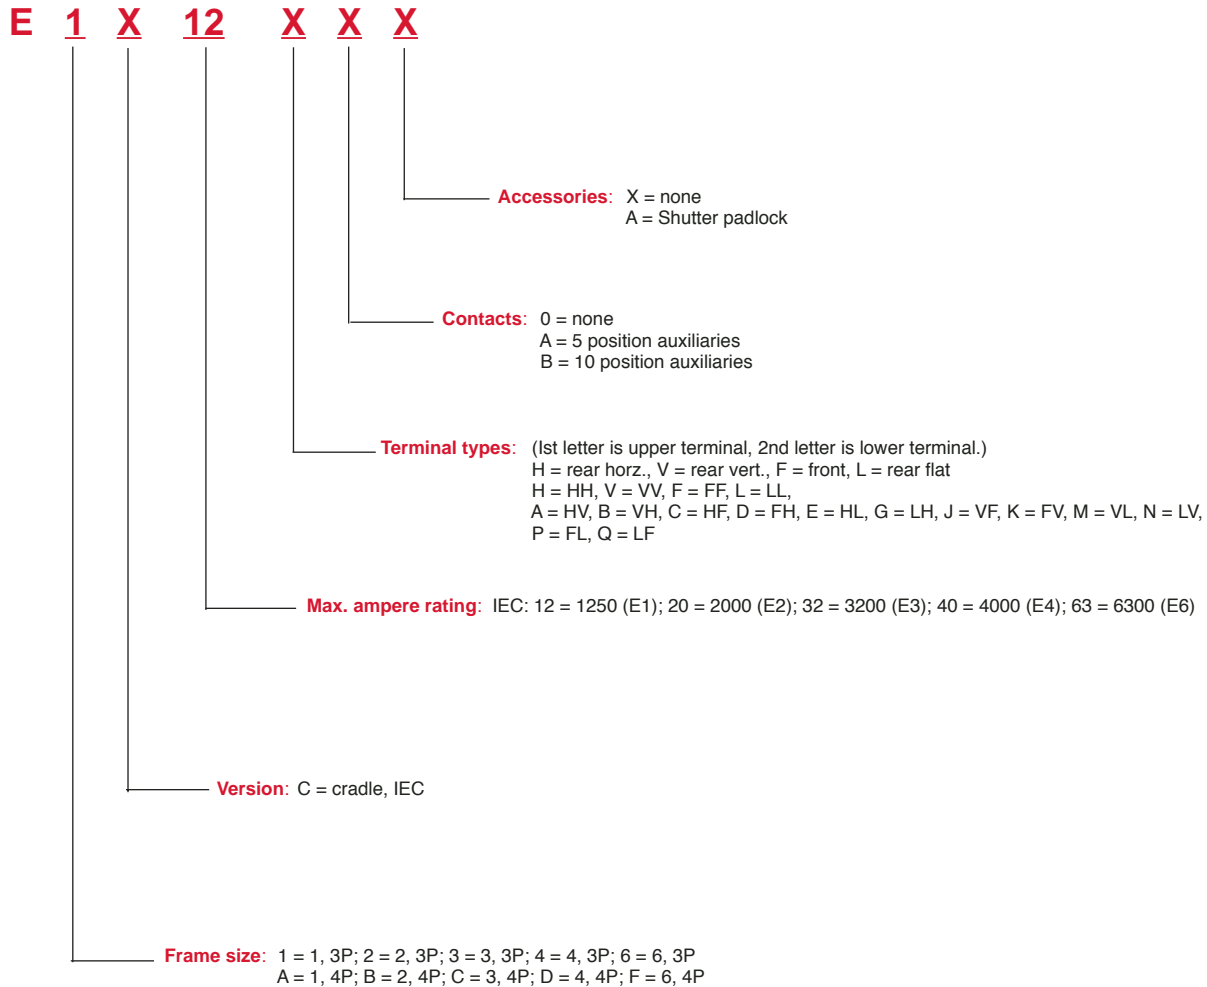 E 1 X 12 X X X
Accessories: X = none
A = Shutter padlock
Contacts: 0 = none
A = 5 position auxiliaries
B = 10 position auxiliaries
Terminal types: (Ist letter is upper terminal, 2nd letter is lower terminal.)
H = rear horz., V = rear vert., F = front, L = rear flat
H = HH, V = VV, F = FF, L = LL,
A = HV, B = VH, C = HF, D = FH, E = HL, G = LH, J = VF, K = FV, M = VL, N = LV,
P = FL, Q = LF
Max. ampere rating: IEC: 12 = 1250 (E1); 20 = 2000 (E2); 32 = 3200 (E3); 40 = 4000 (E4); 63 = 6300 (E6)
Version: C = cradle, IEC
Frame size: 1 = 1, 3P; 2 = 2, 3P; 3 = 3, 3P; 4 = 4, 3P; 6 = 6, 3P
A = 1, 4P; B = 2, 4P; C = 3, 4P; D = 4, 4P; F = 6, 4P